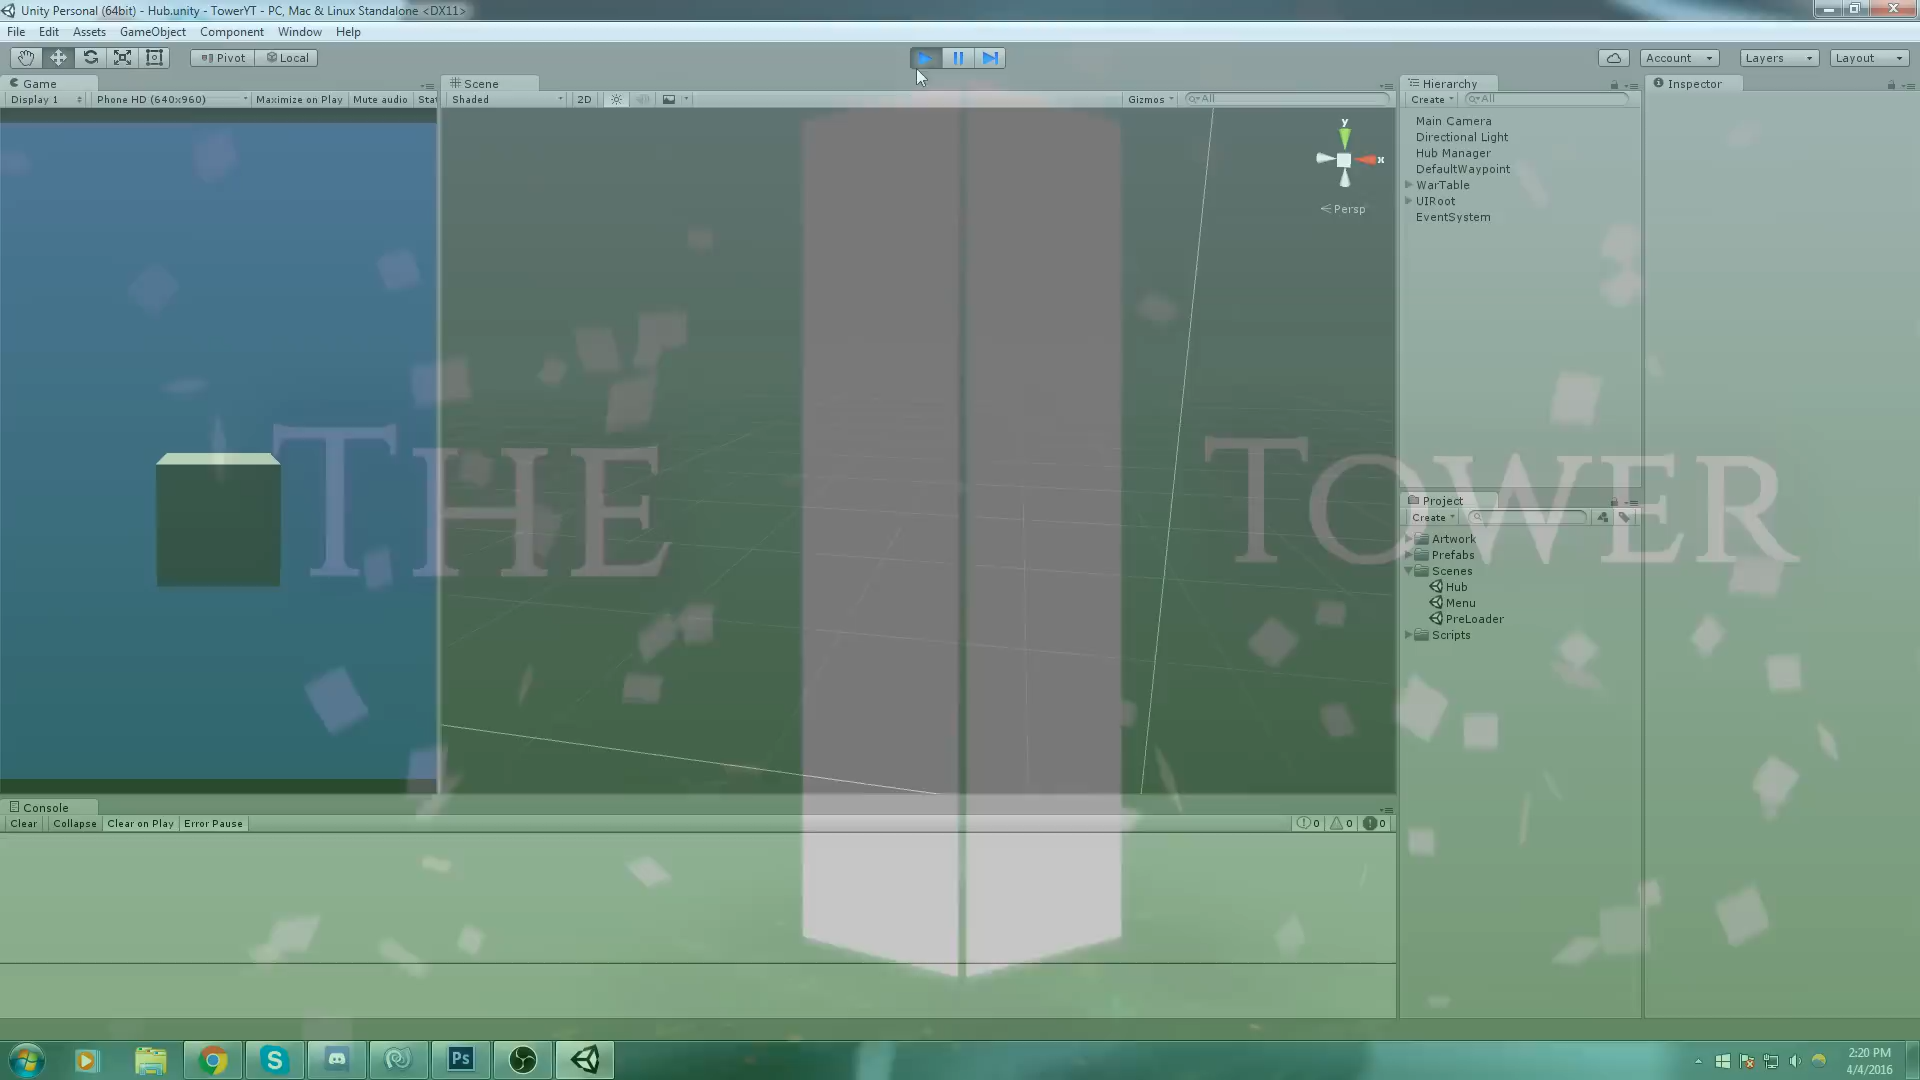 Unity Personal (64bit) - Hub.unity - TowerYT - PC, Mac & Linux Standalone <DX11>
File Edit Assets GameObject Component Window Help
Pivot Local Account Layers Layout
Game Scene Hierarchy Inspector
Display 1 Phone HD (640x960) Maximize on Play Mute audio Stat Shaded 2D Gizmos All Create All
y
x
Persp
Main Camera
Directional Light
Hub Manager
DefaultWaypoint
WarTable
UIRoot
EventSystem
THE TOWER
Project
Create
Artwork
Prefabs
Scenes
Hub
Menu
PreLoader
Scripts
Console
Clear Collapse Clear on Play Error Pause 0 0 0
S Ps
2:20 PM
4/4/2016